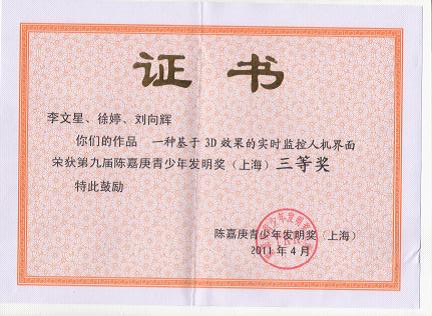 证书
李文星、徐婷、刘向辉
你们的作品 一种基于3D效果的实时监控人机界面
荣获第九届陈嘉庚青少年发明奖（上海）三等奖
特此鼓励
陈嘉庚青少年发明奖（上海）
2011年4月